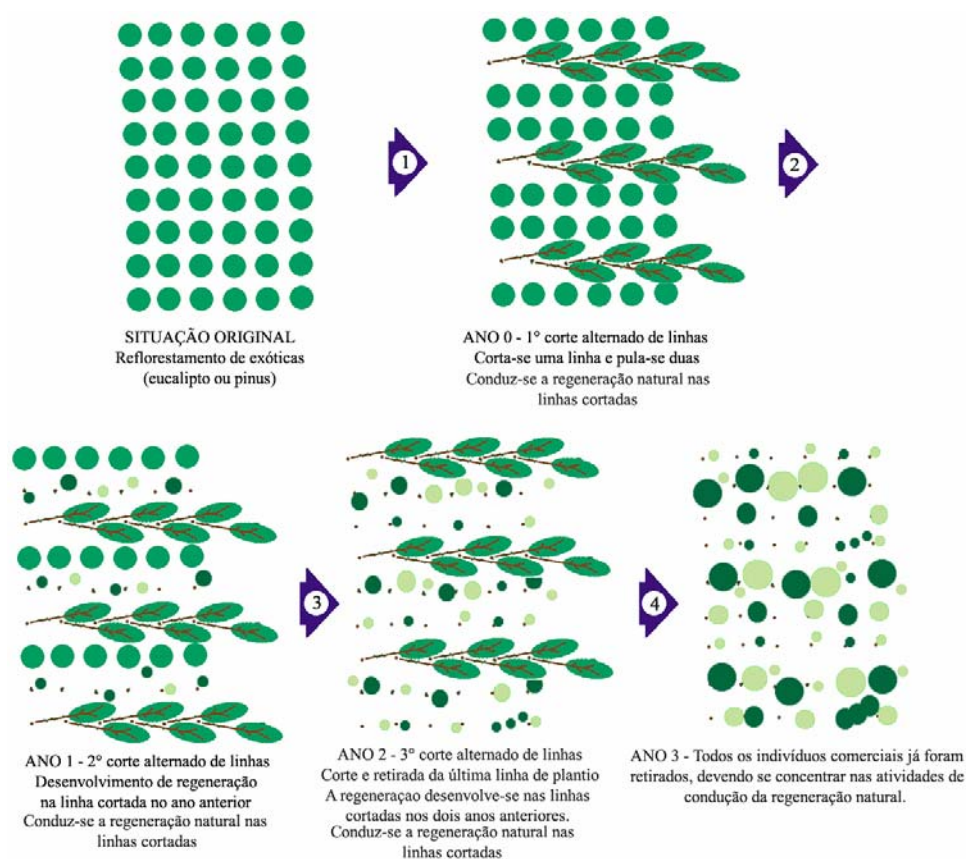 1
2
SITUAÇÃO ORIGINAL
Reflorestamento de exóticas
(eucalipto ou pinus)
ANO 0 - 1° corte alternado de linhas
Corta-se uma linha e pula-se duas
Conduz-se a regeneração natural nas
linhas cortadas
3
4
ANO 1 - 2° corte alternado de linhas
Desenvolvimento de regeneração
na linha cortada no ano anterior
Conduz-se a regeneração natural nas
linhas cortadas
ANO 2 - 3° corte alternado de linhas
Corte e retirada da última linha de plantio
A regeneraçao desenvolve-se nas linhas
cortadas nos dois anos anteriores.
Conduz-se a regeneração natural nas
linhas cortadas
ANO 3 - Todos os indivíduos comerciais já foram
retirados, devendo se concentrar nas atividades de
condução da regeneração natural.